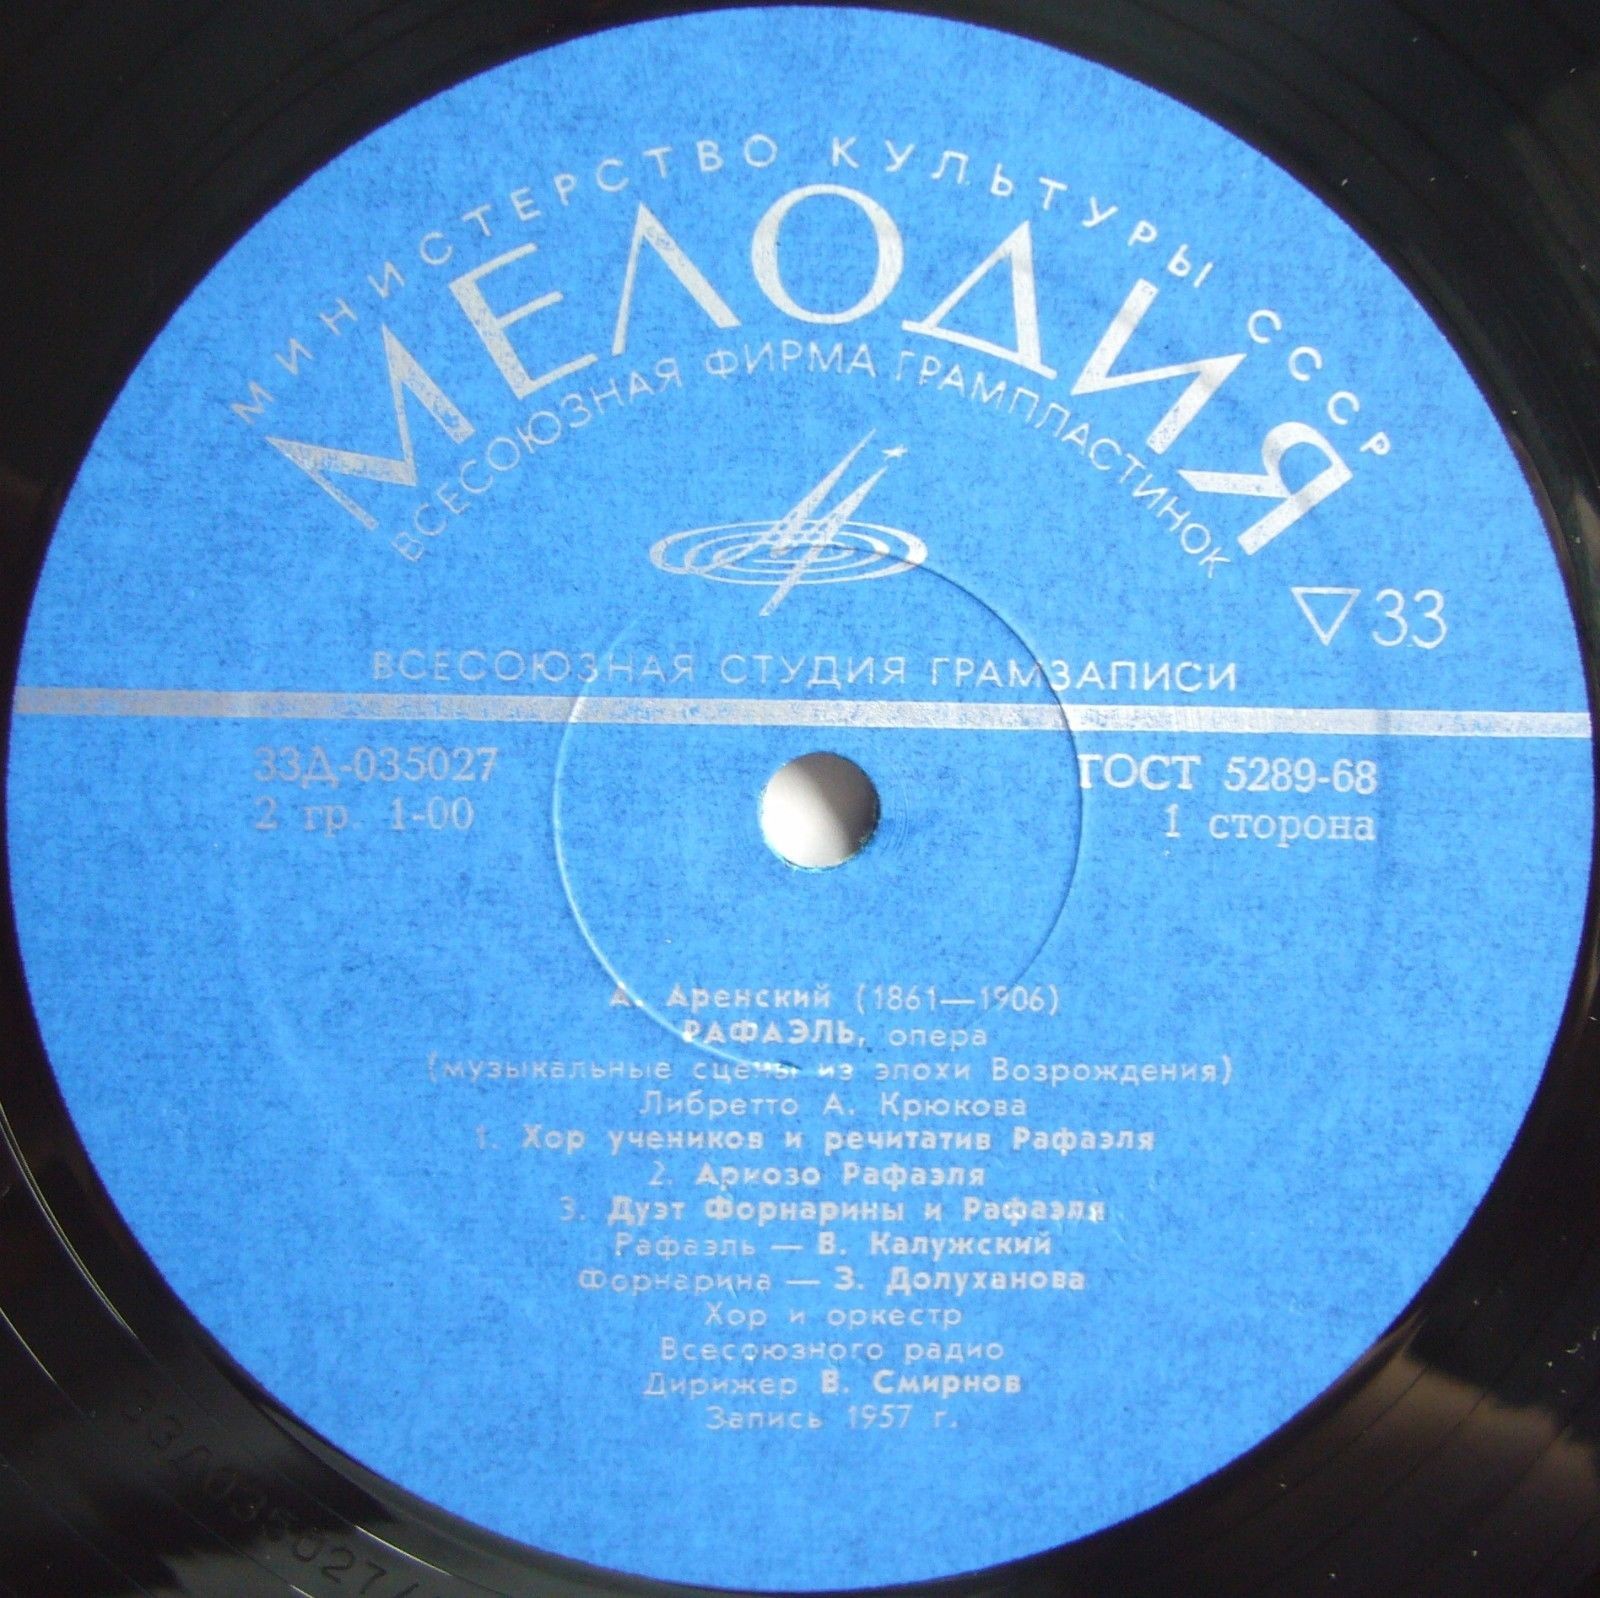 МИНИСТЕРСТВО КУЛЬТУРЫ СССР
МЕЛОДИЯ
ВСЕСОЮЗНАЯ ФИРМА ГРАМПЛАСТИНОК
▽33
ВСЕСОЮЗНАЯ СТУДИЯ ГРАМЗАПИСИ
33Д-035027
ГОСТ 5289-68
2 гр. 1-00
1 сторона
А. Аренский (1861—1906)
РАФАЭЛЬ, опера
(музыкальные сцены из эпохи Возрождения)
Либретто А. Крюкова
1. Хор учеников и речитатив Рафаэля
2. Ариозо Рафаэля
3. Дуэт Форнарины и Рафаэля
Рафаэль — В. Калужский
Форнарина — З. Долуханова
Хор и оркестр
Всесоюзного радио
Дирижер В. Смирнов
Запись 1957 г.